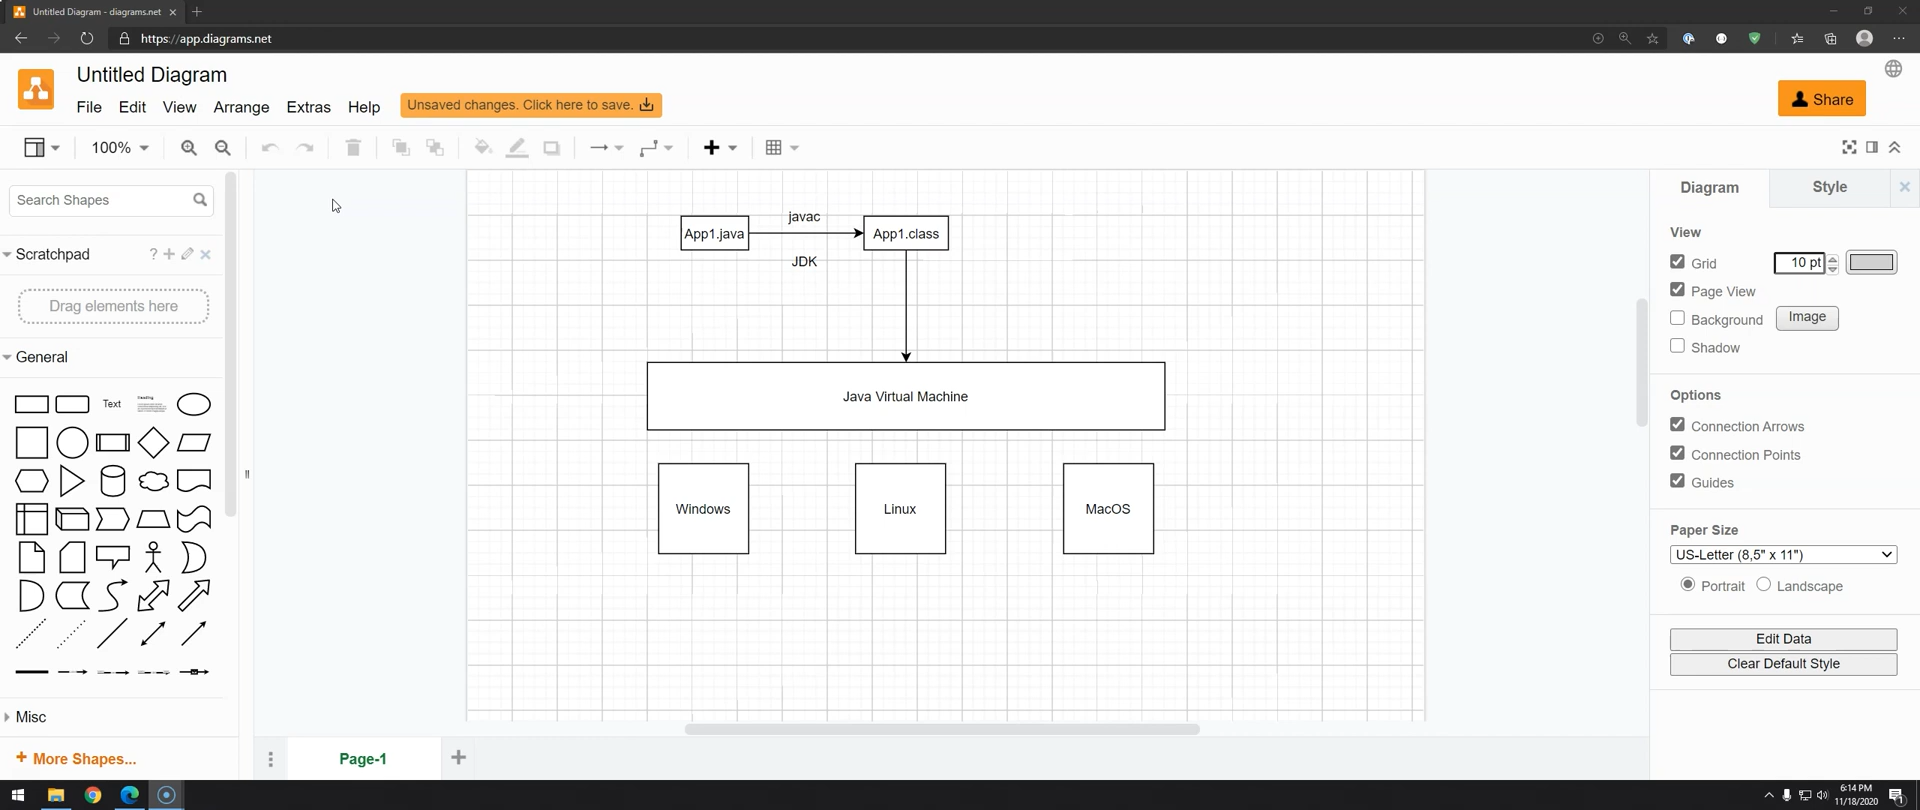 Untitled Diagram - diagrams.net
https://app.diagrams.net
Untitled Diagram
File Edit View Arrange Extras Help
Unsaved changes. Click here to save.
Share
100%
Search Shapes
Scratchpad
?
Drag elements here
General
Text
Heading
Misc
+ More Shapes...
App1.java
javac
App1.class
JDK
Java Virtual Machine
Windows
Linux
MacOS
Page-1
Diagram
Style
View
Grid
10 pt
Page View
Background
Image
Shadow
Options
Connection Arrows
Connection Points
Guides
Paper Size
US-Letter (8,5" x 11")
Portrait
Landscape
Edit Data
Clear Default Style
6:14 PM
11/18/2020